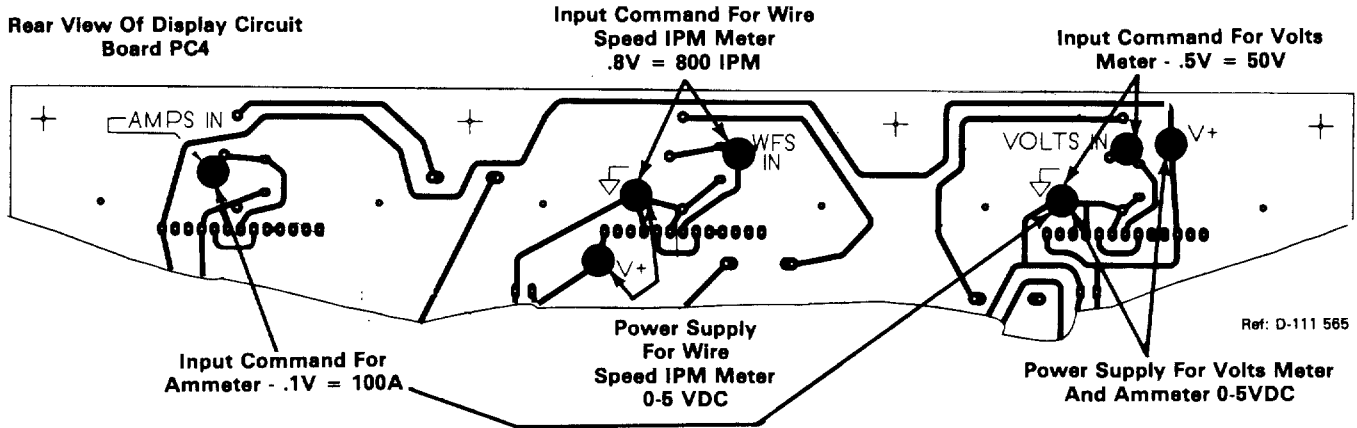 Rear View Of Display Circuit
Board PC4
Input Command For Wire
Speed IPM Meter
.8V = 800 IPM
Input Command For Volts
Meter - .5V = 50V
AMPS IN
WFS
IN
VOLTS IN
V+
V+
Ref: D-111 565
Input Command For
Ammeter - .1V = 100A
Power Supply
For Wire
Speed IPM Meter
0-5 VDC
Power Supply For Volts Meter
And Ammeter 0-5VDC